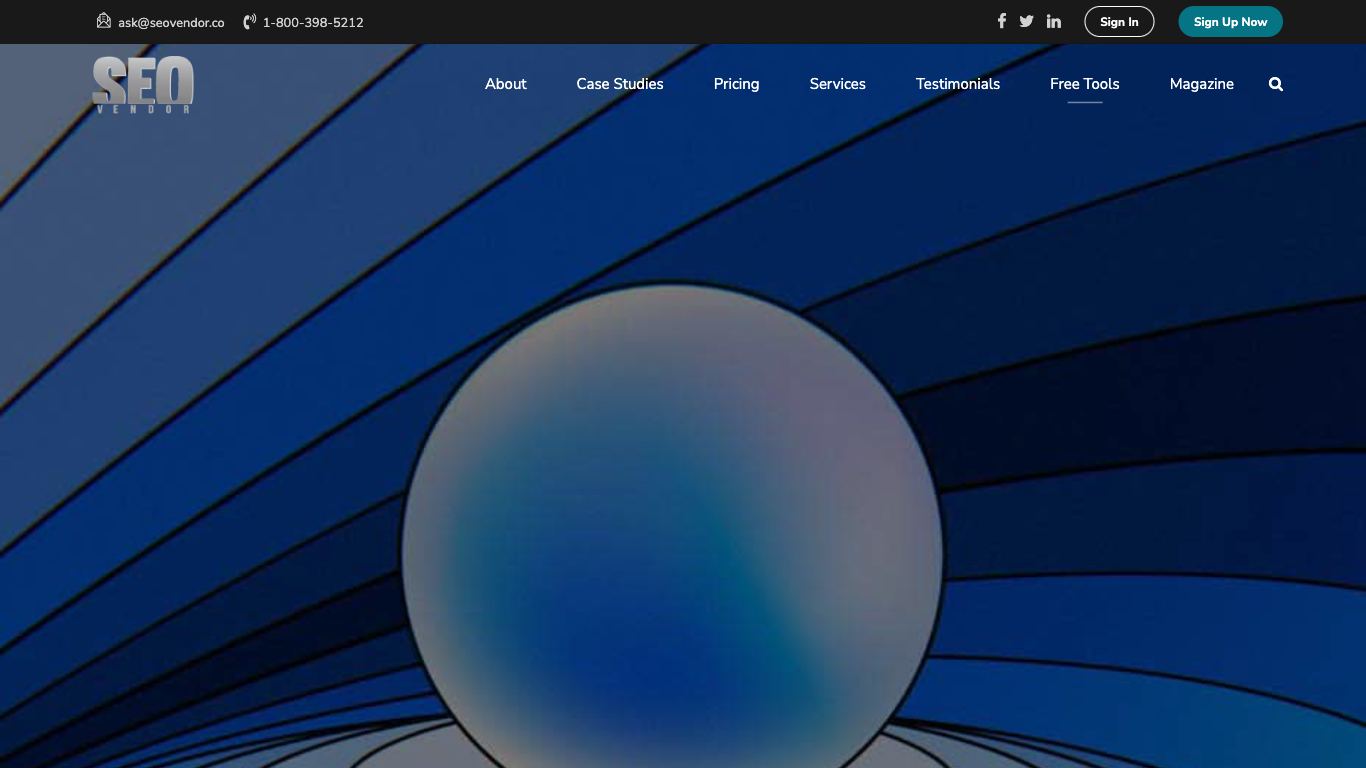 ask@seovendor.co
1-800-398-5212
Sign In
Sign Up Now
SEO
VENDOR
About
Case Studies
Pricing
Services
Testimonials
Free Tools
Magazine